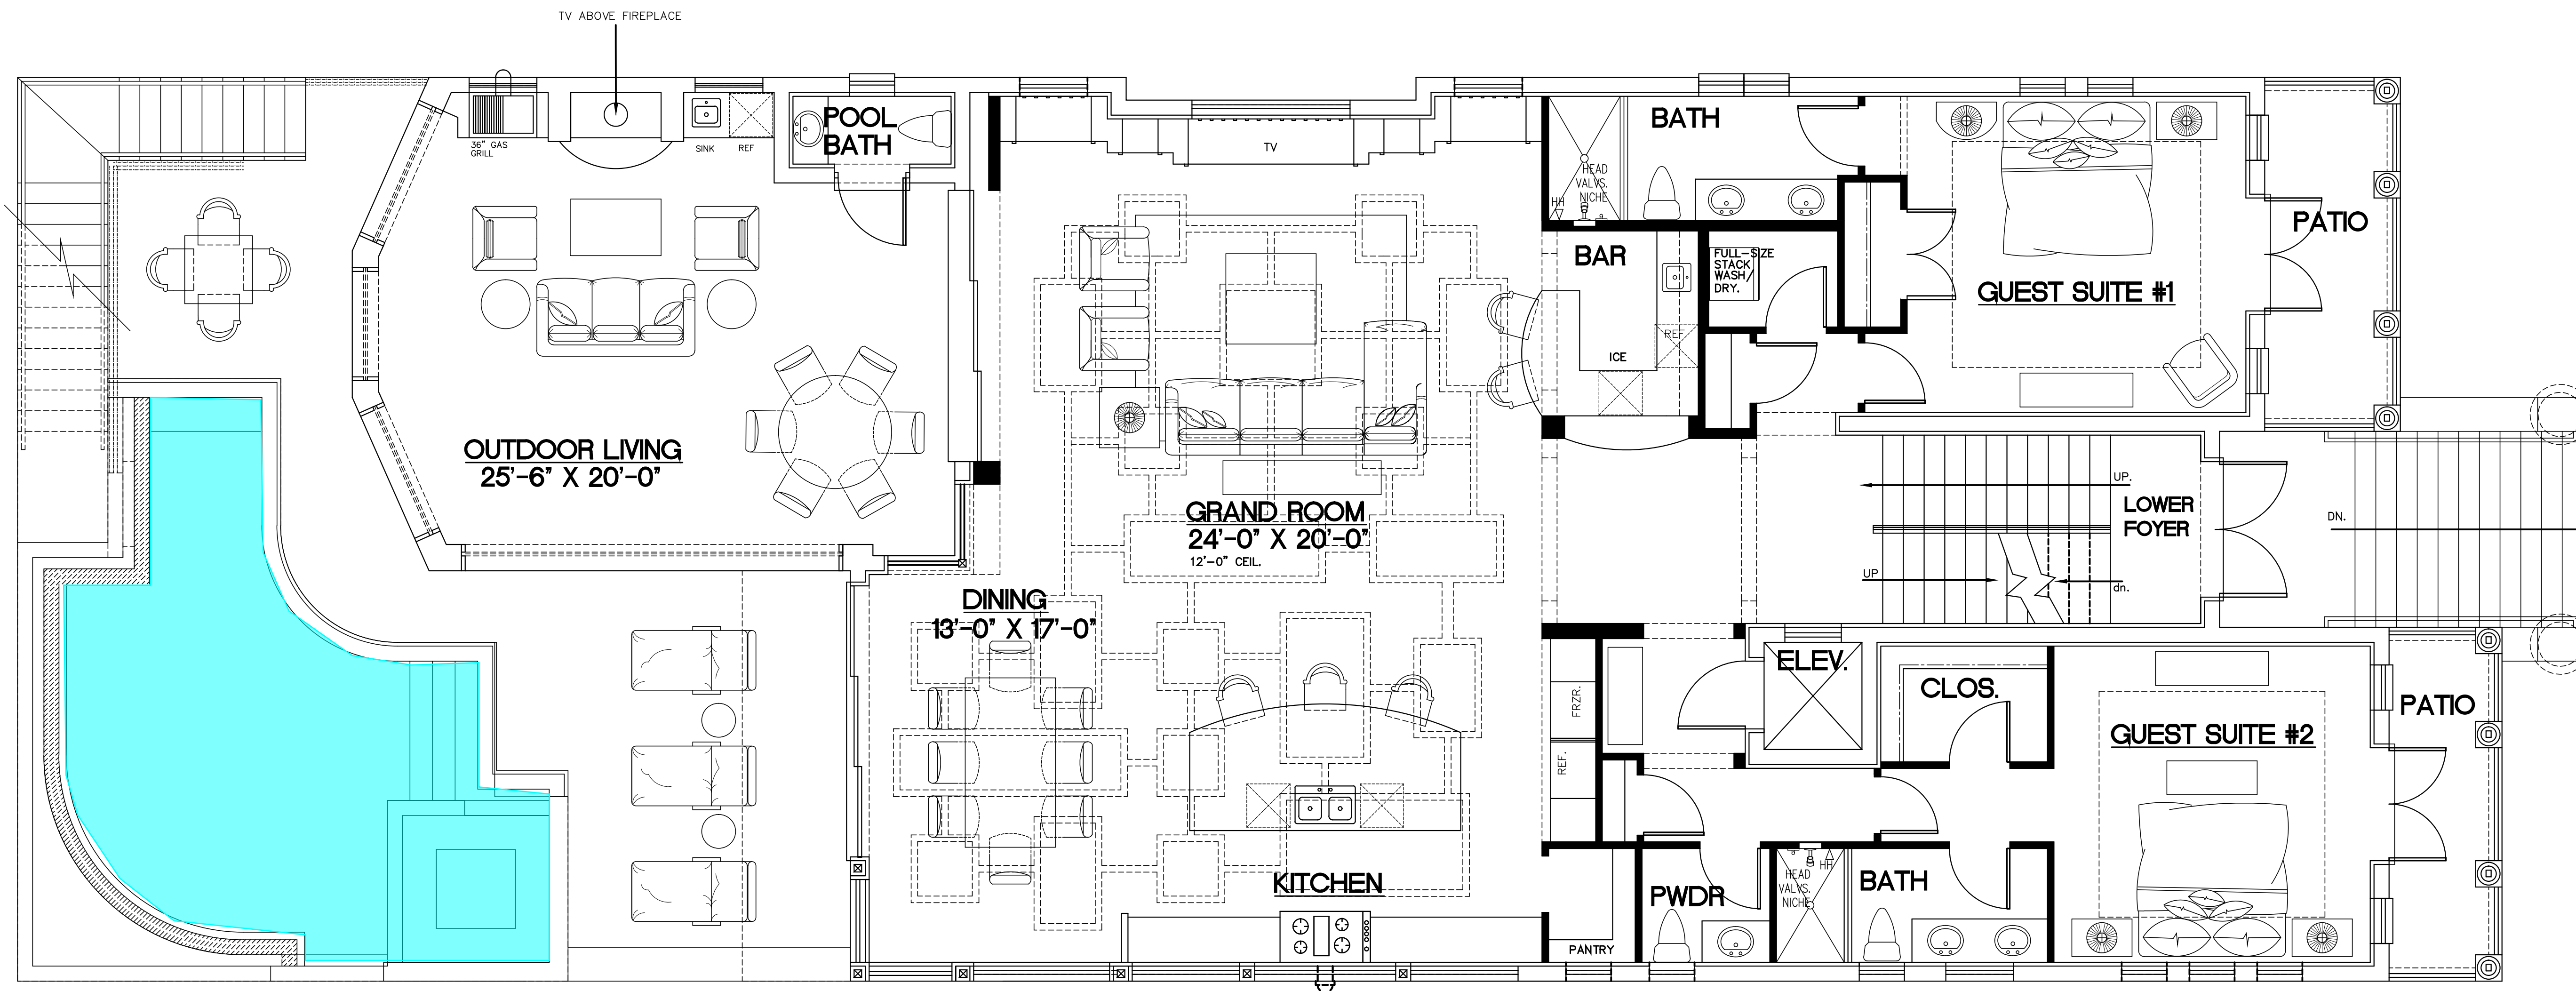 TV ABOVE FIREPLACE
36" GAS
GRILL
SINK
REF
POOL
BATH
TV
BATH
HEAD
VALVS.
NICHE
HH
BAR
FULL-SIZE
STACK
WASH/
DRY.
REF
ICE
GUEST SUITE #1
PATIO
OUTDOOR LIVING
25'-6" X 20'-0"
GRAND ROOM
24'-0" X 20'-0"
12'-0" CEIL.
UP.
LOWER
FOYER
DN.
UP
dn.
DINING
13'-0" X 17'-0"
ELEV.
CLOS.
FRZR.
REF.
GUEST SUITE #2
PATIO
KITCHEN
PANTRY
PWDR
HEAD
VALVS.
NICHE
HH
BATH